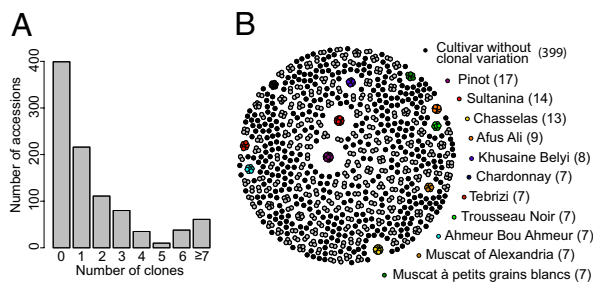 A
Number of accessions
400
300
200
100
0
0 1 2 3 4 5 6 ≥7
Number of clones
B
Cultivar without
clonal variation (399)
Pinot (17)
Sultanina (14)
Chasselas (13)
Afus Ali (9)
Khusaine Belyi (8)
Chardonnay (7)
Tebrizi (7)
Trousseau Noir (7)
Ahmeur Bou Ahmeur (7)
Muscat of Alexandria (7)
Muscat à petits grains blancs (7)